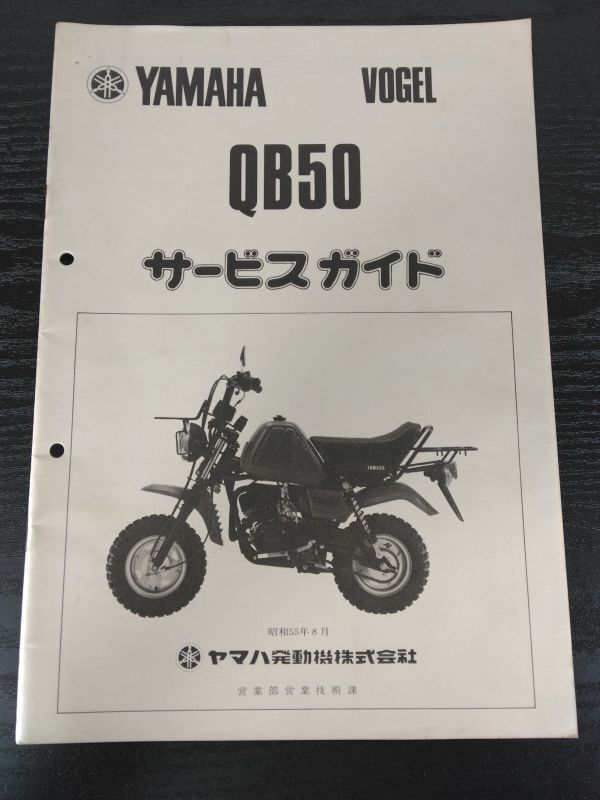 YAMAHA VOGEL
QB50
サービスガイド
YAMAHA
昭和55年8月
ヤマハ発動機株式会社
営業部営業技術課